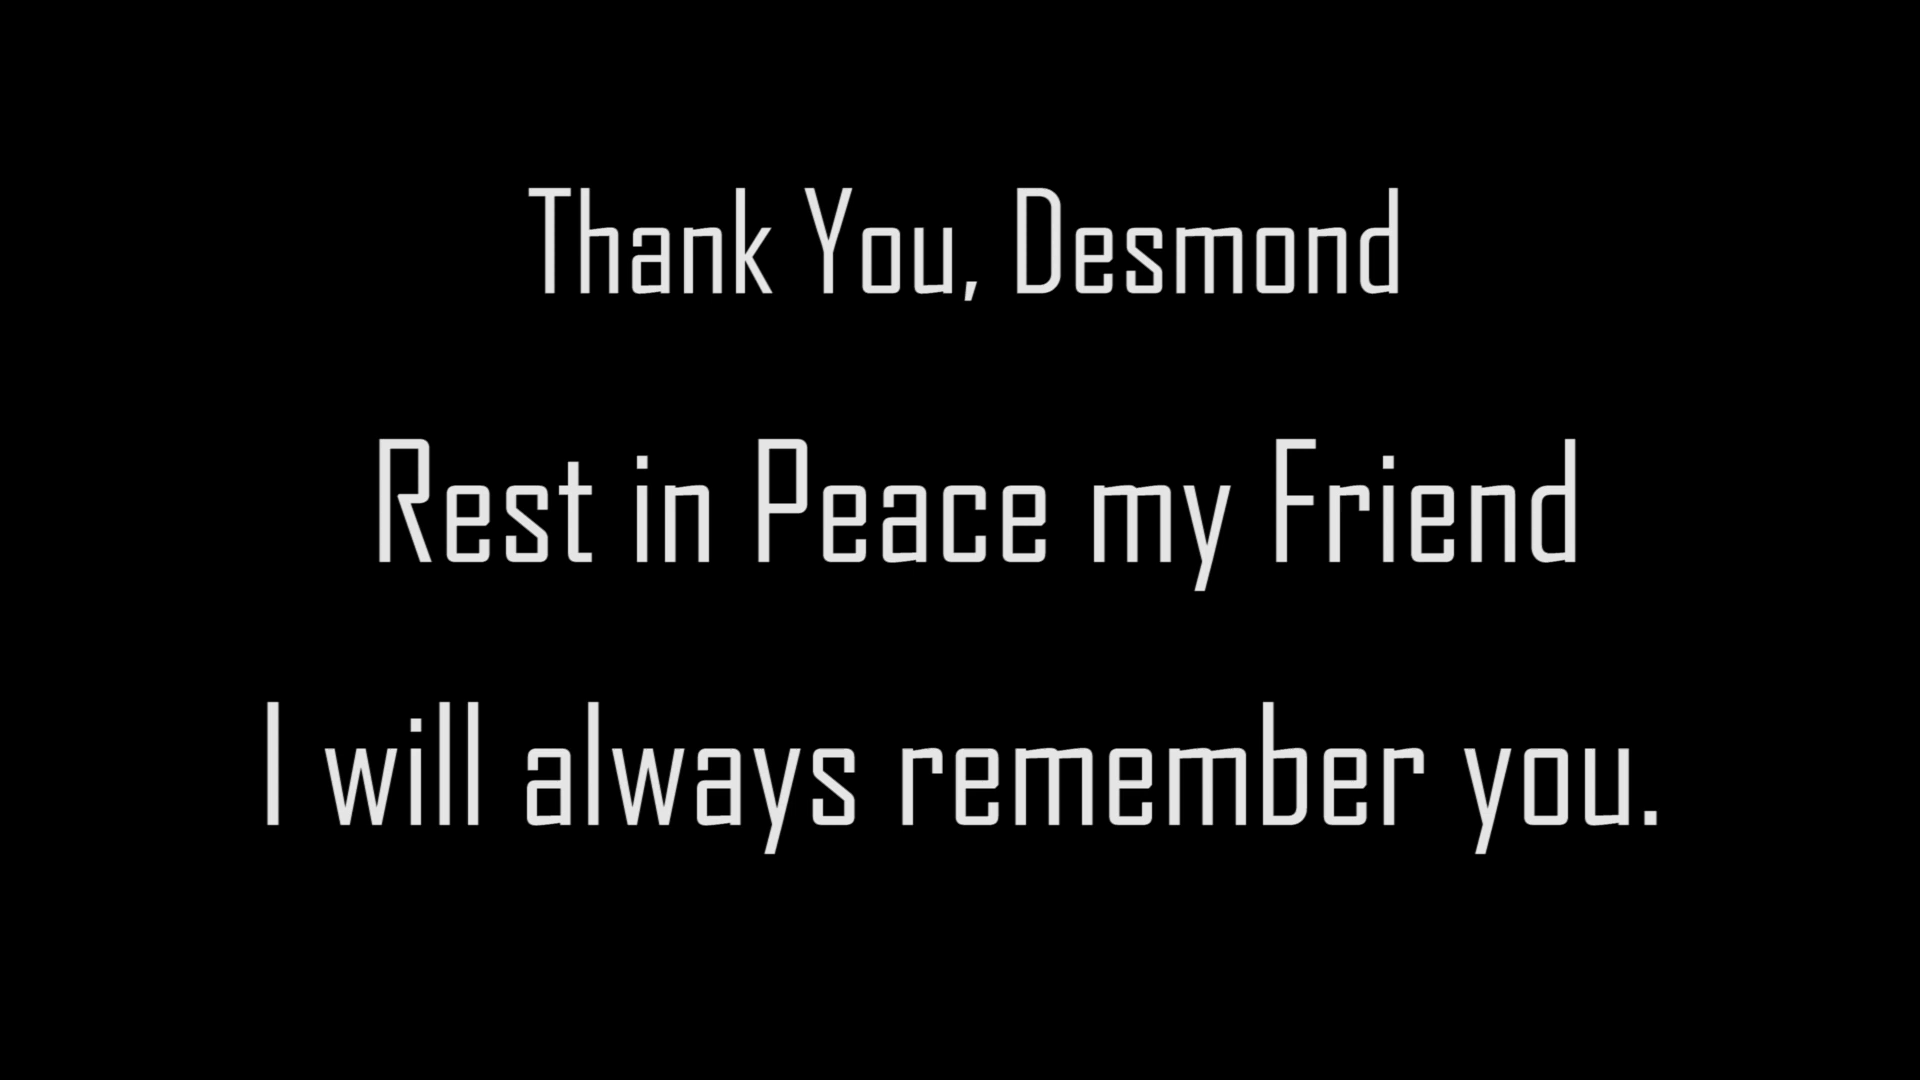 Thank You, Desmond
Rest in Peace my Friend
I will always remember you.